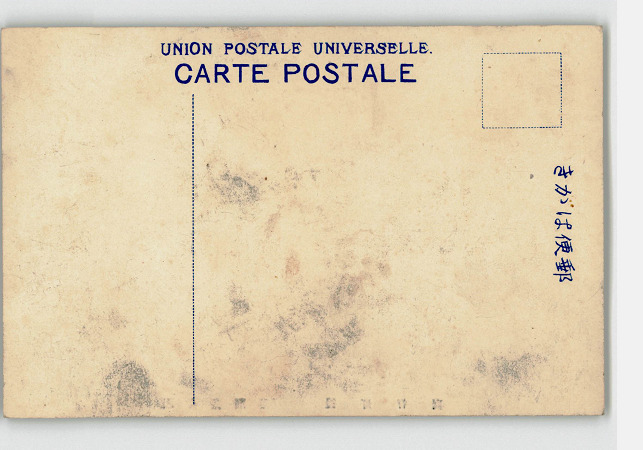 UNION POSTALE UNIVERSELLE.
CARTE POSTALE
きがは便郵